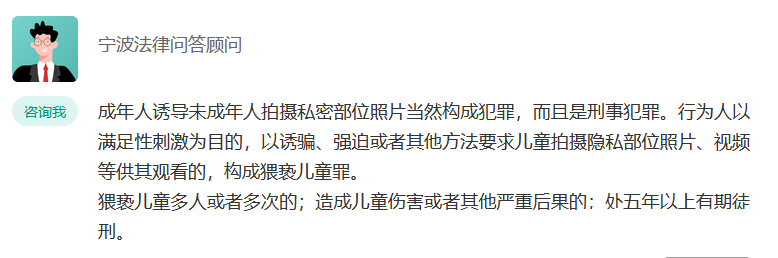 宁波法律问答顾问
咨询我
成年人诱导未成年人拍摄私密部位照片当然构成犯罪，而且是刑事犯罪。行为人以
满足性刺激为目的，以诱骗、强迫或者其他方法要求儿童拍摄隐私部位照片、视频
等供其观看的，构成猥亵儿童罪。
猥亵儿童多人或者多次的；造成儿童伤害或者其他严重后果的；处五年以上有期徒
刑。